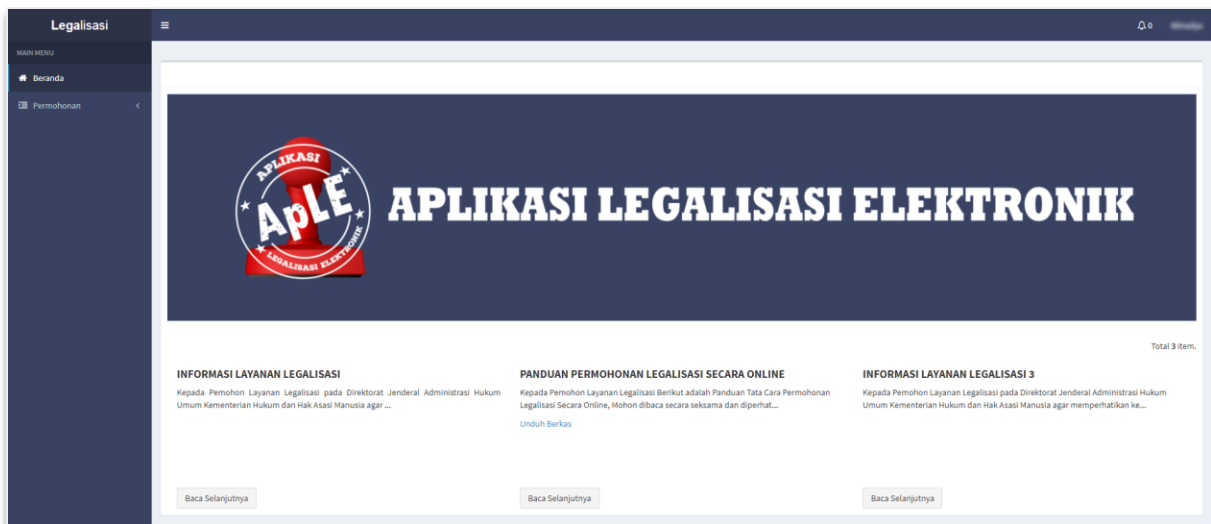 Legalisasi
0
MAIN MENU
Beranda
Permohonan
APLIKASI
ApLE
LEGALISASI ELEKTRONIK
APLIKASI LEGALISASI ELEKTRONIK
Total 3 item.
INFORMASI LAYANAN LEGALISASI
Kepada Pemohon Layanan Legalisasi pada Direktorat Jenderal Administrasi Hukum
Umum Kementerian Hukum dan Hak Asasi Manusia agar ...
Baca Selanjutnya
PANDUAN PERMOHONAN LEGALISASI SECARA ONLINE
Kepada Pemohon Layanan Legalisasi Berikut adalah Panduan Tata Cara Permohonan
Legalisasi Secara Online, Mohon dibaca secara seksama dan diperhat...
Unduh Berkas
Baca Selanjutnya
INFORMASI LAYANAN LEGALISASI 3
Kepada Pemohon Layanan Legalisasi pada Direktorat Jenderal Administrasi Hukum
Umum Kementerian Hukum dan Hak Asasi Manusia agar memperhatikan ke...
Baca Selanjutnya